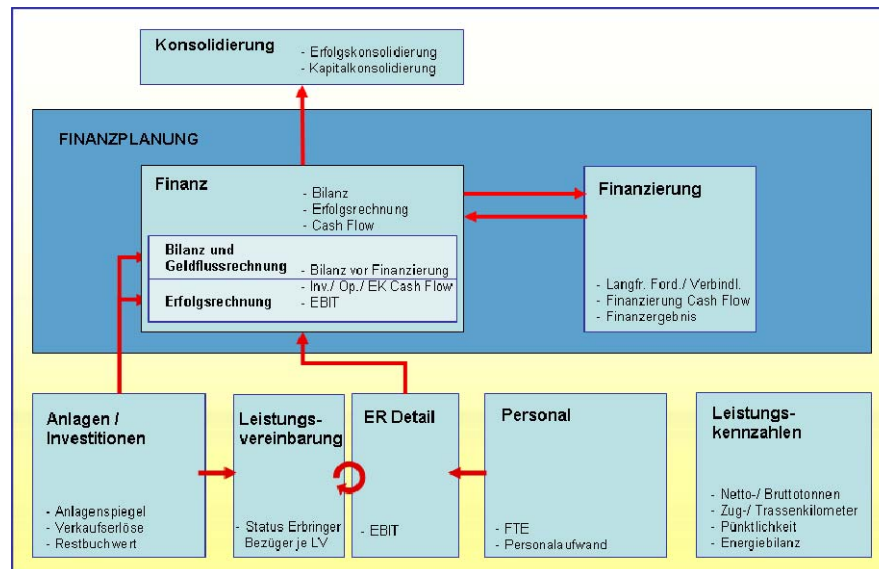 Konsolidierung
- Erfolgskonsolidierung
- Kapitalkonsolidierung
FINANZPLANUNG
Finanz
- Bilanz
- Erfolgsrechnung
- Cash Flow
Bilanz und
Geldflussrechnung
- Bilanz vor Finanzierung
- Inv./ Op./ EK Cash Flow
Erfolgsrechnung
- EBIT
Finanzierung
- Langfr. Ford./ Verbindl.
- Finanzierung Cash Flow
- Finanzergebnis
Anlagen /
Investitionen
- Anlagenspiegel
- Verkaufserlöse
- Restbuchwert
Leistungs-
vereinbarung
- Status Erbringer
Bezüger je LV
ER Detail
- EBIT
Personal
- FTE
- Personalaufwand
Leistungs-
kennzahlen
- Netto-/ Bruttotonnen
- Zug-/ Trassenkilometer
- Pünktlichkeit
- Energiebilanz